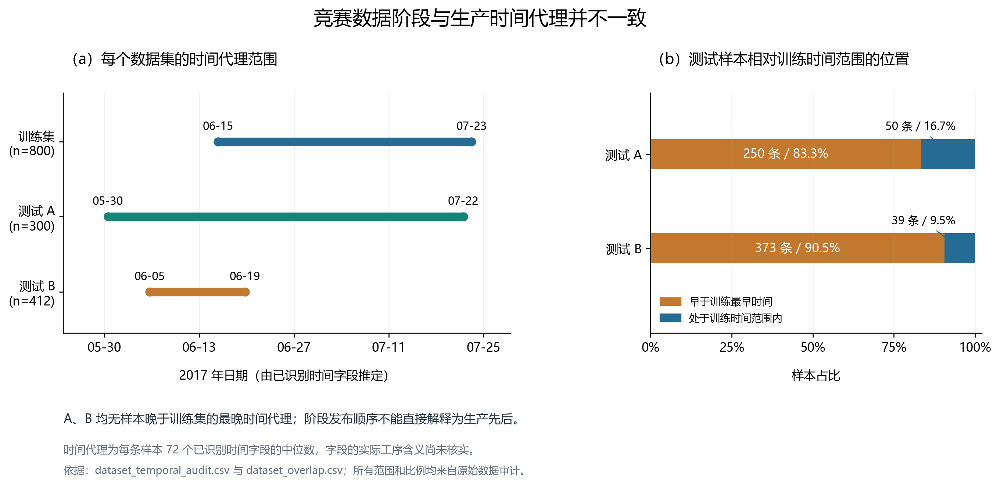 竞赛数据阶段与生产时间代理并不一致
（a）每个数据集的时间代理范围
训练集
(n=800)
测试 A
(n=300)
测试 B
(n=412)
06-15
07-23
05-30
07-22
06-05
06-19
05-30
06-13
06-27
07-11
07-25
2017 年日期（由已识别时间字段推定）
（b）测试样本相对训练时间范围的位置
测试 A
测试 B
50 条 / 16.7%
250 条 / 83.3%
39 条 / 9.5%
373 条 / 90.5%
早于训练最早时间
处于训练时间范围内
0%
25%
50%
75%
100%
样本占比
A、B 均无样本晚于训练集的最晚时间代理；阶段发布顺序不能直接解释为生产先后。
时间代理为每条样本 72 个已识别时间字段的中位数，字段的实际工序含义尚未核实。
依据：dataset_temporal_audit.csv 与 dataset_overlap.csv；所有范围和比例均来自原始数据审计。